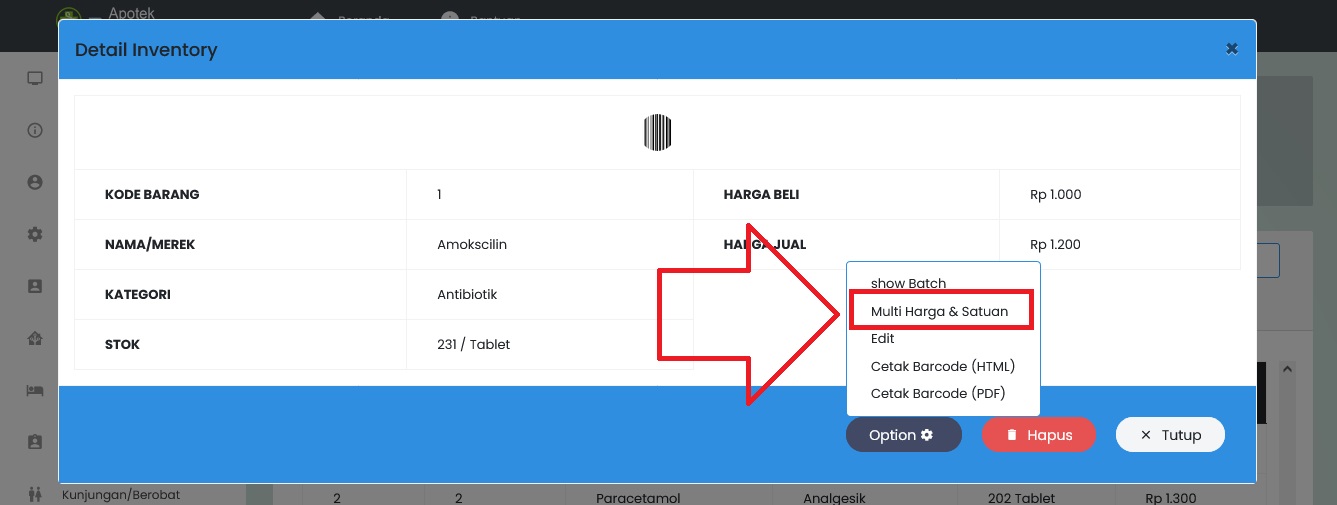 Apotek
Beranda
Bantuan
Detail Inventory
KODE BARANG 1 HARGA BELI Rp 1.000
NAMA/MEREK Amokscilin HARGA JUAL Rp 1.200
KATEGORI Antibiotik
STOK 231 / Tablet
show Batch
Multi Harga & Satuan
Edit
Cetak Barcode (HTML)
Cetak Barcode (PDF)
Option Hapus Tutup
Kunjungan/Berobat 2 2 Paracetamol Analgesik 202 Tablet Rp 1.300